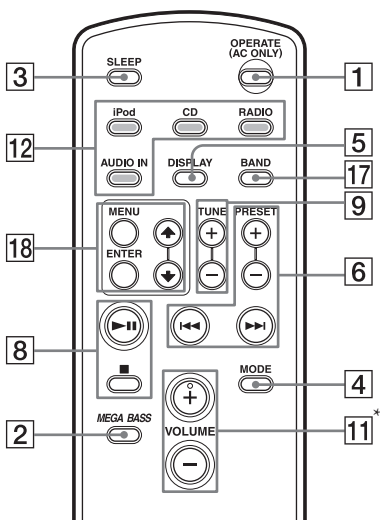 OPERATE
(AC ONLY)
SLEEP
3
1
iPod CD RADIO
12
5
AUDIO IN DISPLAY BAND
17
9
MENU TUNE PRESET
+ +
18
ENTER
6
− −
8
MODE
4
MEGA BASS
+
2
VOLUME
11*
−